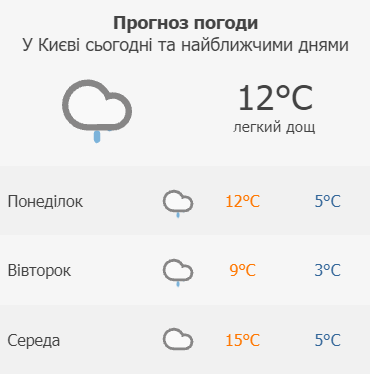 Прогноз погоди
У Києві сьогодні та найближчими днями
12°C
легкий дощ
Понеділок 12°C 5°C
Вівторок 9°C 3°C
Середа 15°C 5°C